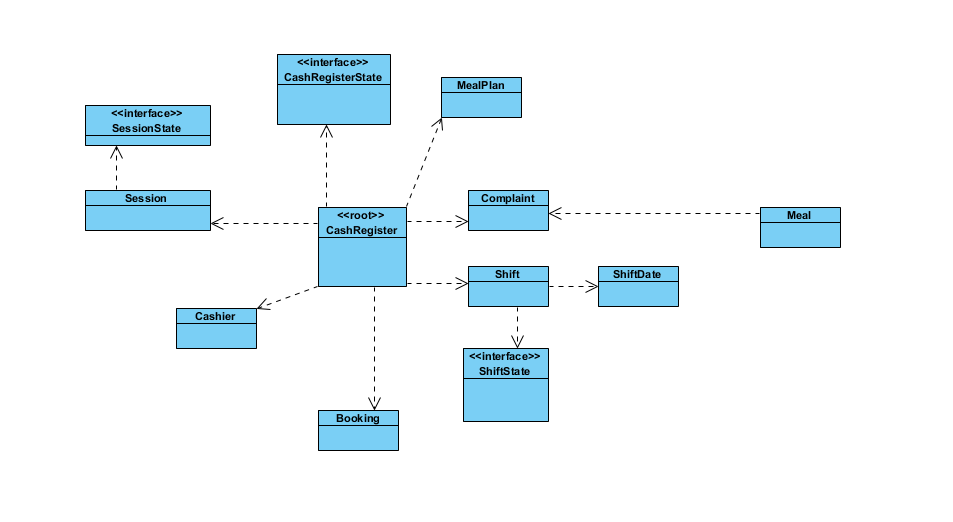 <<interface>>
CashRegisterState
MealPlan
<<interface>>
SessionState
Session
Complaint
<<root>>
CashRegister
Meal
Shift
ShiftDate
Cashier
<<interface>>
ShiftState
Booking